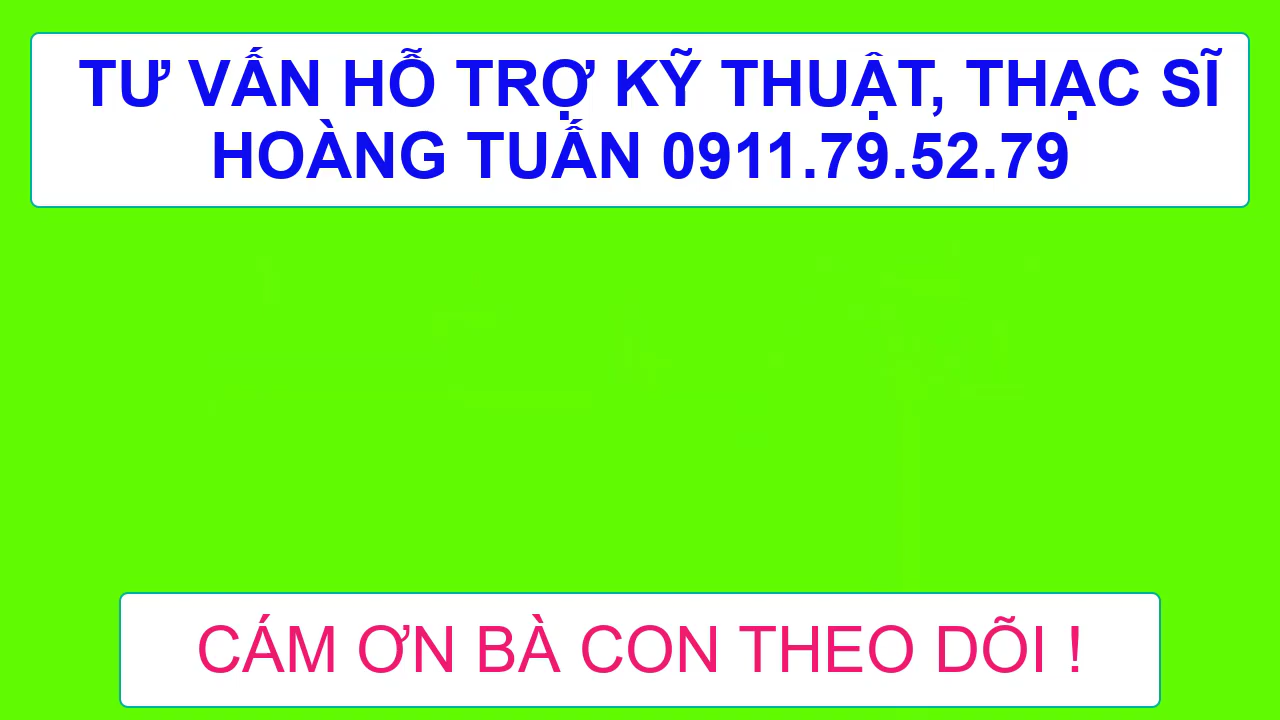 TƯ VẤN HỖ TRỢ KỸ THUẬT, THẠC SĨ
HOÀNG TUẤN 0911.79.52.79
CÁM ƠN BÀ CON THEO DÕI !